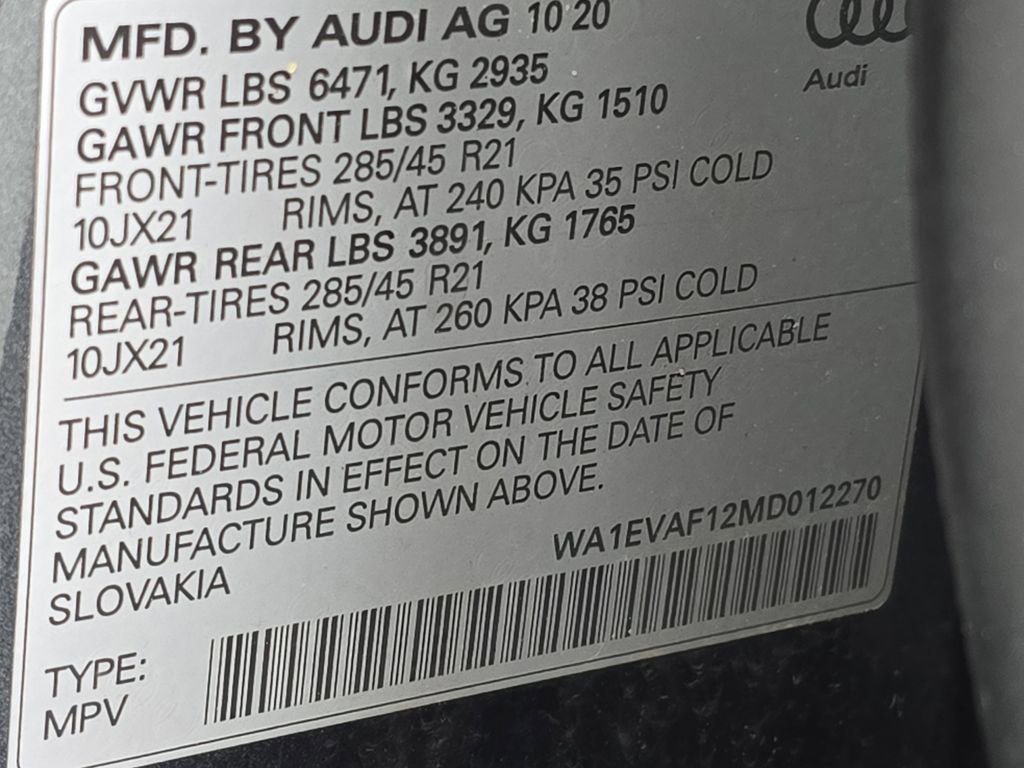 MFD. BY AUDI AG 10 20
Audi
GVWR LBS 6471, KG 2935
GAWR FRONT LBS 3329, KG 1510
FRONT-TIRES 285/45 R21
10JX21 RIMS, AT 240 KPA 35 PSI COLD
GAWR REAR LBS 3891, KG 1765
REAR-TIRES 285/45 R21
10JX21 RIMS, AT 260 KPA 38 PSI COLD
THIS VEHICLE CONFORMS TO ALL APPLICABLE
U.S. FEDERAL MOTOR VEHICLE SAFETY
STANDARDS IN EFFECT ON THE DATE OF
MANUFACTURE SHOWN ABOVE.
SLOVAKIA
WA1EVAF12MD012270
TYPE:
MPV